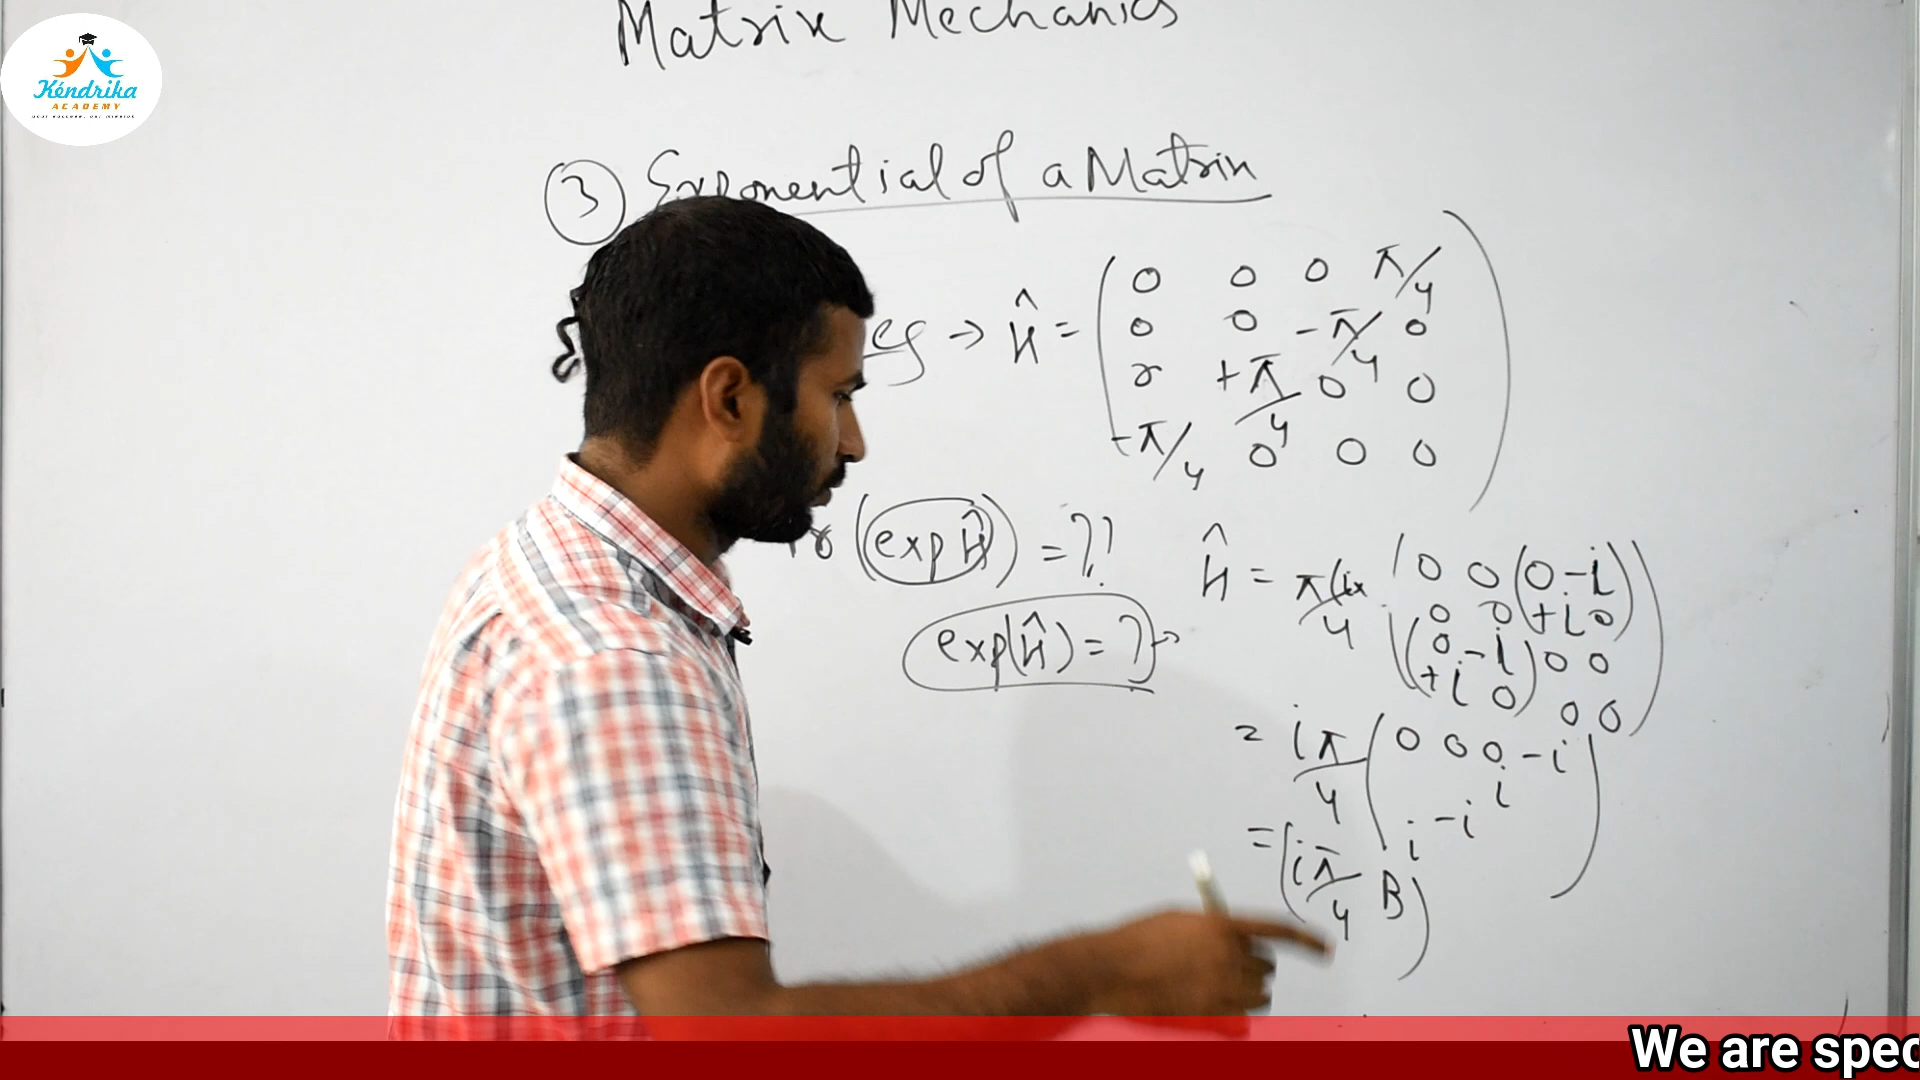 Matrix Mechanics
Kéndrika
ACADEMY
③ Exponential of a Matrix
eg → Ĥ = ( 0 0 0 π/4
0 0 -π/4 0
0 +π/4 0 0
-π/4 0 0 0 )
(exp Ĥ) = ??
exp(Ĥ) = ? →
Ĥ = π/4 ix ( 0 0 (0 -i)
0 0 (+i 0)
(0 -i) 0 0
(+i 0) 0 0 )
= iπ/4 ( 0 0 0 -i
i
-i
i )
= (iπ/4 B)
We are spec